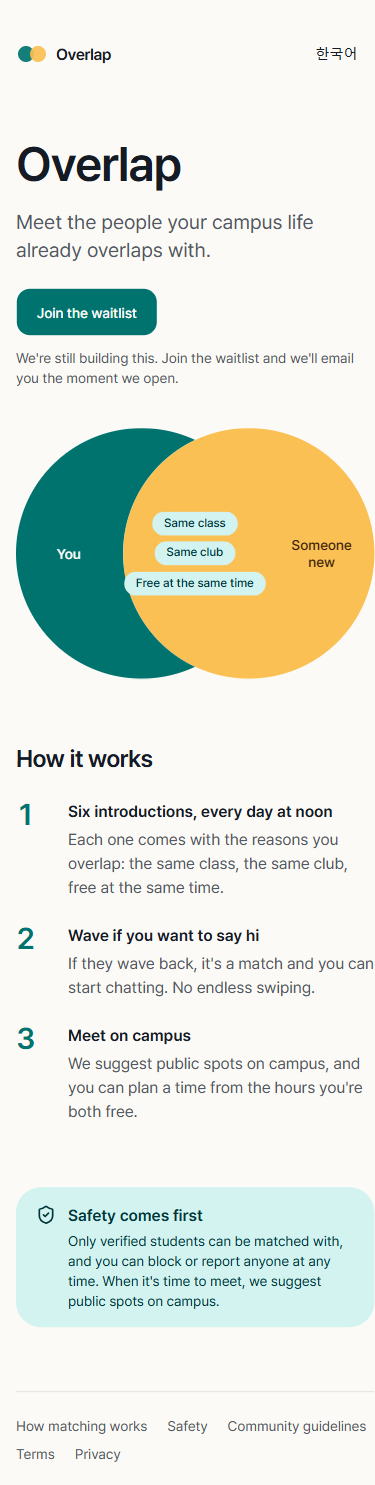 Overlap
한국어
Overlap
Meet the people your campus life
already overlaps with.
Join the waitlist
We're still building this. Join the waitlist and we'll email
you the moment we open.
You
Same class
Same club
Free at the same time
Someone
new
How it works
1
Six introductions, every day at noon
Each one comes with the reasons you
overlap: the same class, the same club,
free at the same time.
2
Wave if you want to say hi
If they wave back, it's a match and you can
start chatting. No endless swiping.
3
Meet on campus
We suggest public spots on campus, and
you can plan a time from the hours you're
both free.
Safety comes first
Only verified students can be matched with,
and you can block or report anyone at any
time. When it's time to meet, we suggest
public spots on campus.
How matching works Safety Community guidelines
Terms Privacy